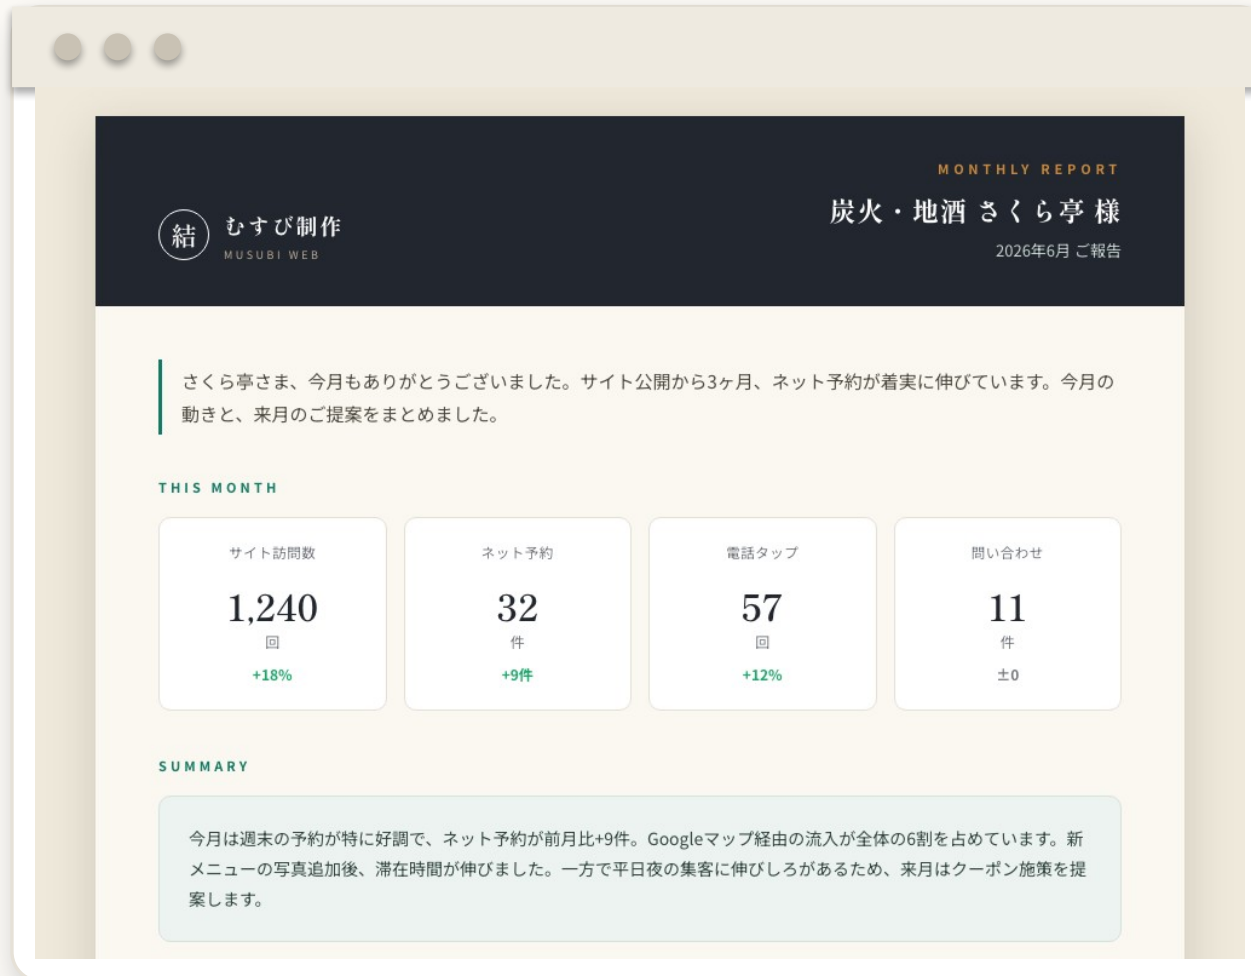 MONTHLY REPORT
炭火・地酒 さくら亭 様
2026年6月 ご報告
結
むすび制作
MUSUBI WEB
さくら亭さま、今月もありがとうございました。サイト公開から3ヶ月、ネット予約が着実に伸びています。今月の
動きと、来月のご提案をまとめました。
THIS MONTH
サイト訪問数
1,240
回
+18%
ネット予約
32
件
+9件
電話タップ
57
回
+12%
問い合わせ
11
件
±0
SUMMARY
今月は週末の予約が特に好調で、ネット予約が前月比+9件。Googleマップ経由の流入が全体の6割を占めています。新
メニューの写真追加後、滞在時間が伸びました。一方で平日夜の集客に伸びしろがあるため、来月はクーポン施策を提
案します。